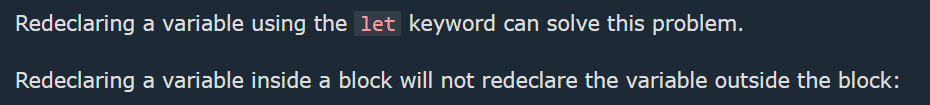 Redeclaring a variable using the let keyword can solve this problem.
Redeclaring a variable inside a block will not redeclare the variable outside the block: